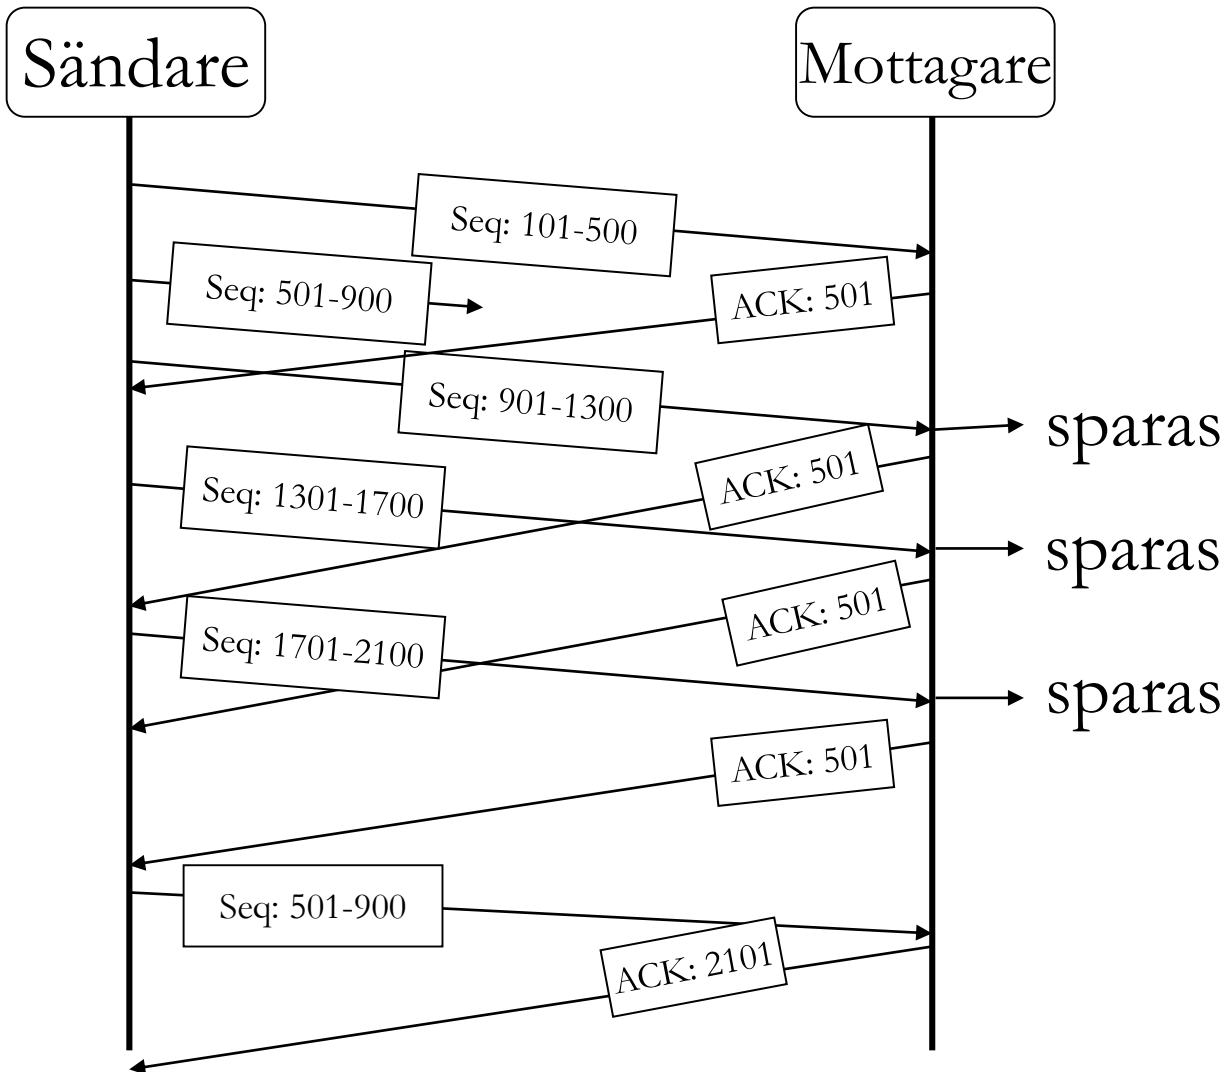 Sändare
Mottagare
Seq: 101-500
Seq: 501-900
ACK: 501
Seq: 901-1300
sparas
ACK: 501
Seq: 1301-1700
sparas
ACK: 501
Seq: 1701-2100
sparas
ACK: 501
Seq: 501-900
ACK: 2101